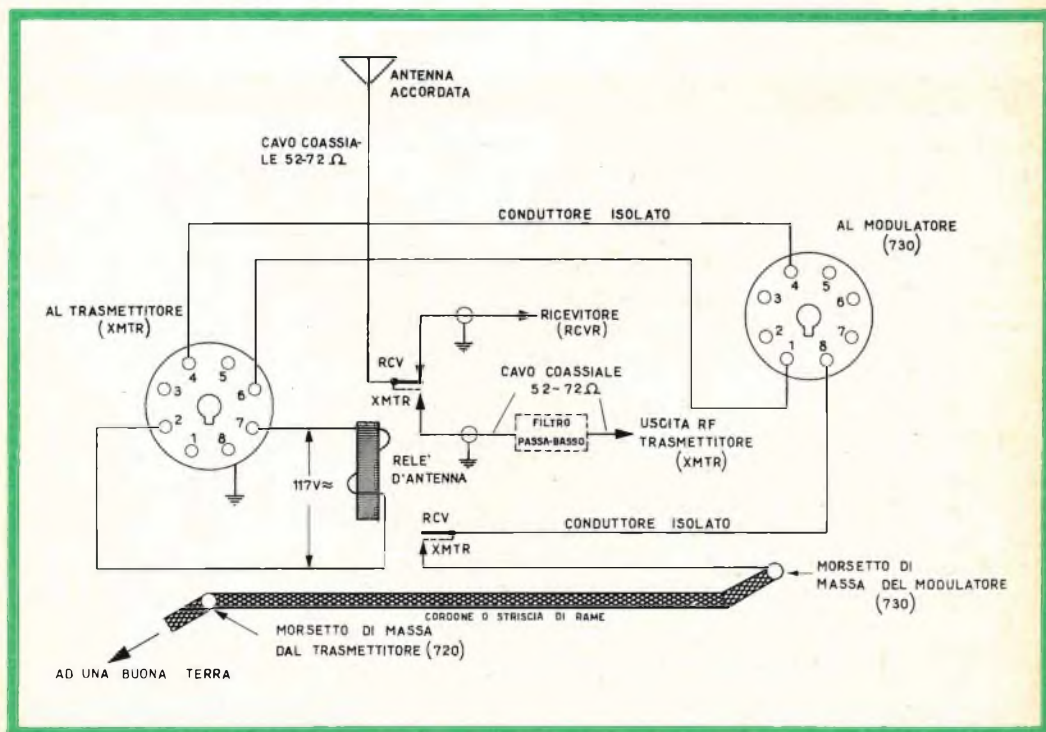 ANTENNA
ACCORDATA
CAVO COASSIA-
LE 52-72 Ω
CONDUTTORE ISOLATO
AL MODULATORE
(730)
4
5
3
6
2
7
1
8
AL TRASMETTITORE
(XMTR)
4
5
3
6
2
7
1
8
RICEVITORE
(RCVR)
RCV
XMTR
CAVO COASSIALE
52-72 Ω
FILTRO
PASSA-BASSO
USCITA RF
TRASMETTITORE
(XMTR)
117V≈
RELE'
D'ANTENNA
RCV
CONDUTTORE ISOLATO
XMTR
MORSETTO DI
MASSA DEL MODULATORE
(730)
CORDONE O STRISCIA DI RAME
MORSETTO DI MASSA
DAL TRASMETTITORE (720)
AD UNA BUONA TERRA